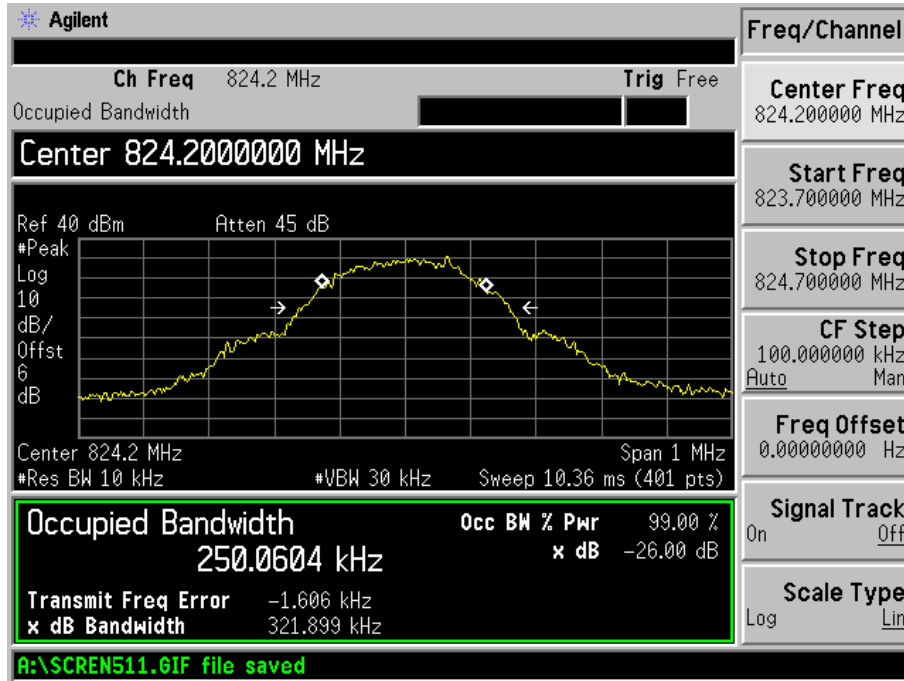 Agilent
Freq/Channel
Ch Freq 824.2 MHz Trig Free
Occupied Bandwidth
Center 824.2000000 MHz
Ref 40 dBm Atten 45 dB
#Peak
Log
10
dB/
Offst
6
dB
Center 824.2 MHz Span 1 MHz
#Res BW 10 kHz #VBW 30 kHz Sweep 10.36 ms (401 pts)
Occupied Bandwidth
250.0604 kHz
Occ BW % Pwr 99.00 %
x dB -26.00 dB
Transmit Freq Error -1.606 kHz
x dB Bandwidth 321.899 kHz
A:\SCREN511.GIF file saved
Center Freq
824.200000 MHz
Start Freq
823.700000 MHz
Stop Freq
824.700000 MHz
CF Step
100.000000 kHz
Auto Man
Freq Offset
0.00000000 Hz
Signal Track
On Off
Scale Type
Log Lin